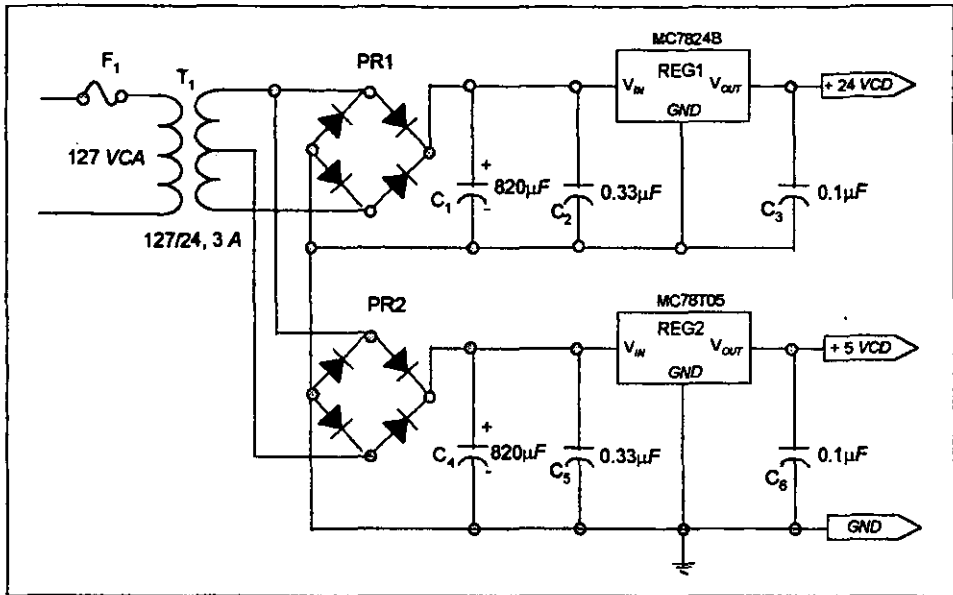 MC7824B
F1
T1
PR1
REG1
VIN
VOUT
GND
+ 24 VCD
127 VCA
+
820µF
-
C1
0.33µF
C2
0.1µF
C3
127/24, 3 A
PR2
MC78T05
REG2
VIN
VOUT
GND
+ 5 VCD
+
820µF
-
C4
0.33µF
C5
0.1µF
C6
GND